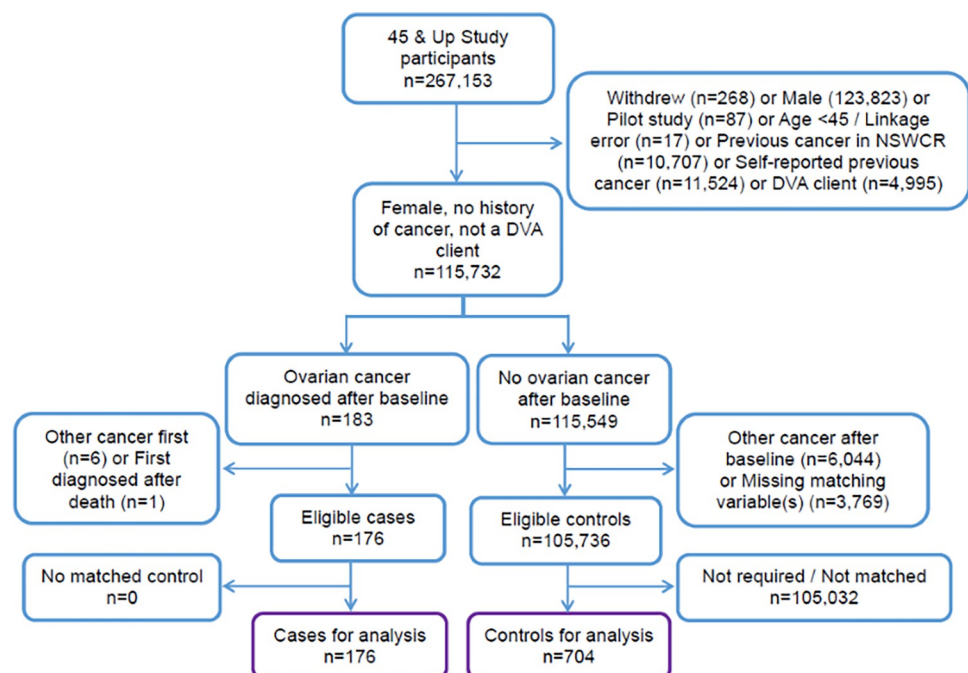 45 & Up Study
participants
n=267,153
Withdrew (n=268) or Male (123,823) or
Pilot study (n=87) or Age <45 / Linkage
error (n=17) or Previous cancer in NSWCR
(n=10,707) or Self-reported previous
cancer (n=11,524) or DVA client (n=4,995)
Female, no history
of cancer, not a DVA
client
n=115,732
Ovarian cancer
diagnosed after baseline
n=183
No ovarian cancer
after baseline
n=115,549
Other cancer first
(n=6) or First
diagnosed after
death (n=1)
Other cancer after
baseline (n=6,044)
or Missing matching
variable(s) (n=3,769)
Eligible cases
n=176
Eligible controls
n=105,736
No matched control
n=0
Not required / Not matched
n=105,032
Cases for analysis
n=176
Controls for analysis
n=704